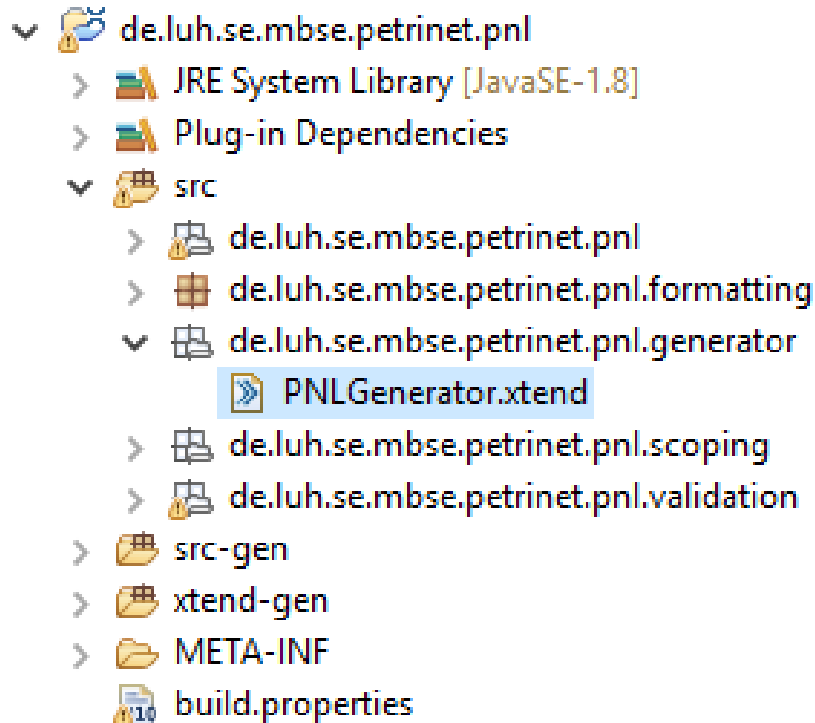 de.luh.se.mbse.petrinet.pnl
JRE System Library [JavaSE-1.8]
Plug-in Dependencies
src
de.luh.se.mbse.petrinet.pnl
de.luh.se.mbse.petrinet.pnl.formatting
de.luh.se.mbse.petrinet.pnl.generator
PNLGenerator.xtend
de.luh.se.mbse.petrinet.pnl.scoping
de.luh.se.mbse.petrinet.pnl.validation
src-gen
xtend-gen
META-INF
build.properties